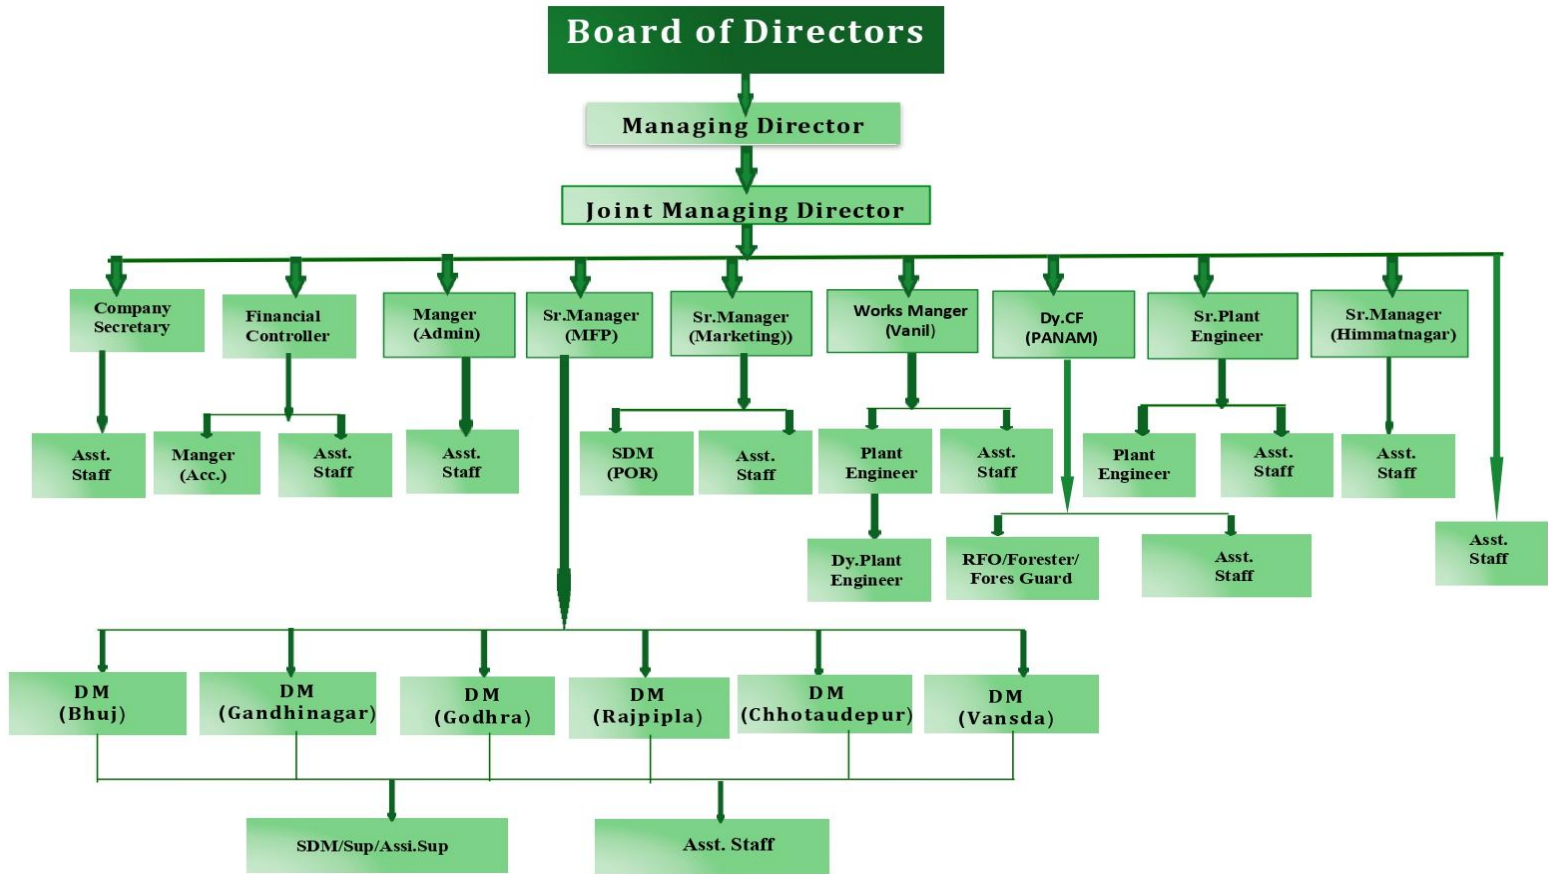 Board of Directors
Managing Director
Joint Managing Director
Company
Secretary
Financial
Controller
Manger
(Admin)
Sr.Manager
(MFP)
Sr.Manager
(Marketing))
Works Manger
(Vanil)
Dy.CF
(PANAM)
Sr.Plant
Engineer
Sr.Manager
(Himmatnagar)
Asst.
Staff
Manger
(Acc.)
Asst.
Staff
Asst.
Staff
SDM
(POR)
Asst.
Staff
Plant
Engineer
Asst.
Staff
Plant
Engineer
Asst.
Staff
Asst.
Staff
Dy.Plant
Engineer
RFO/Forester/
Fores Guard
Asst.
Staff
Asst.
Staff
DM
(Bhuj)
DM
(Gandhinagar)
DM
(Godhra)
DM
(Rajpipla)
DM
(Chhotaudepur)
DM
(Vansda)
SDM/Sup/Assi.Sup
Asst. Staff